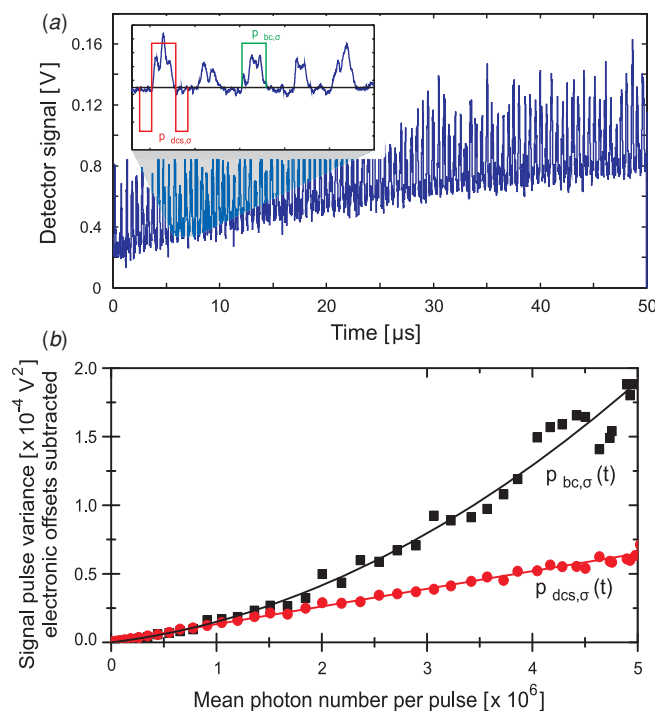 (a)
0.16
0.12
0.8
0.4
0
Detector signal [V]
p bc,σ
p dcs,σ
0 10 20 30 40 50
Time [µs]
(b)
2.0
1.5
1.0
0.5
0.0
Signal pulse variance [x 10⁻⁴ V²]
electronic offsets subtracted
p bc,σ (t)
p dcs,σ (t)
0 1 2 3 4 5
Mean photon number per pulse [x 10⁶]